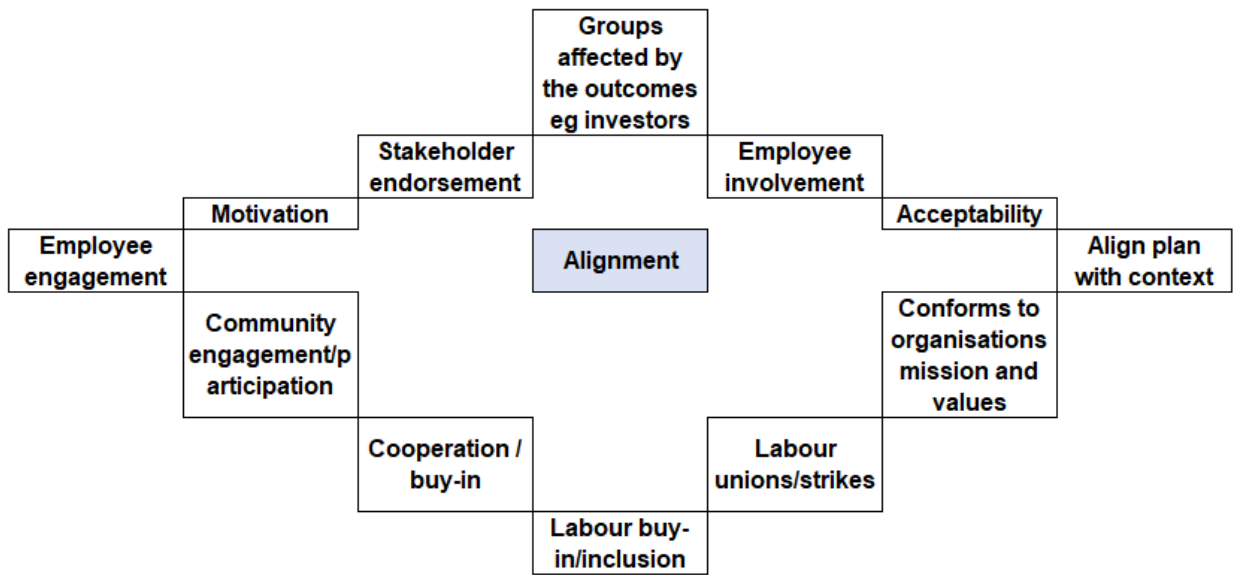 Groups
affected by
the outcomes
eg investors
Stakeholder
endorsement
Employee
involvement
Motivation
Acceptability
Employee
engagement
Alignment
Align plan
with context
Community
engagement/p
articipation
Conforms to
organisations
mission and
values
Cooperation /
buy-in
Labour
unions/strikes
Labour buy-
in/inclusion